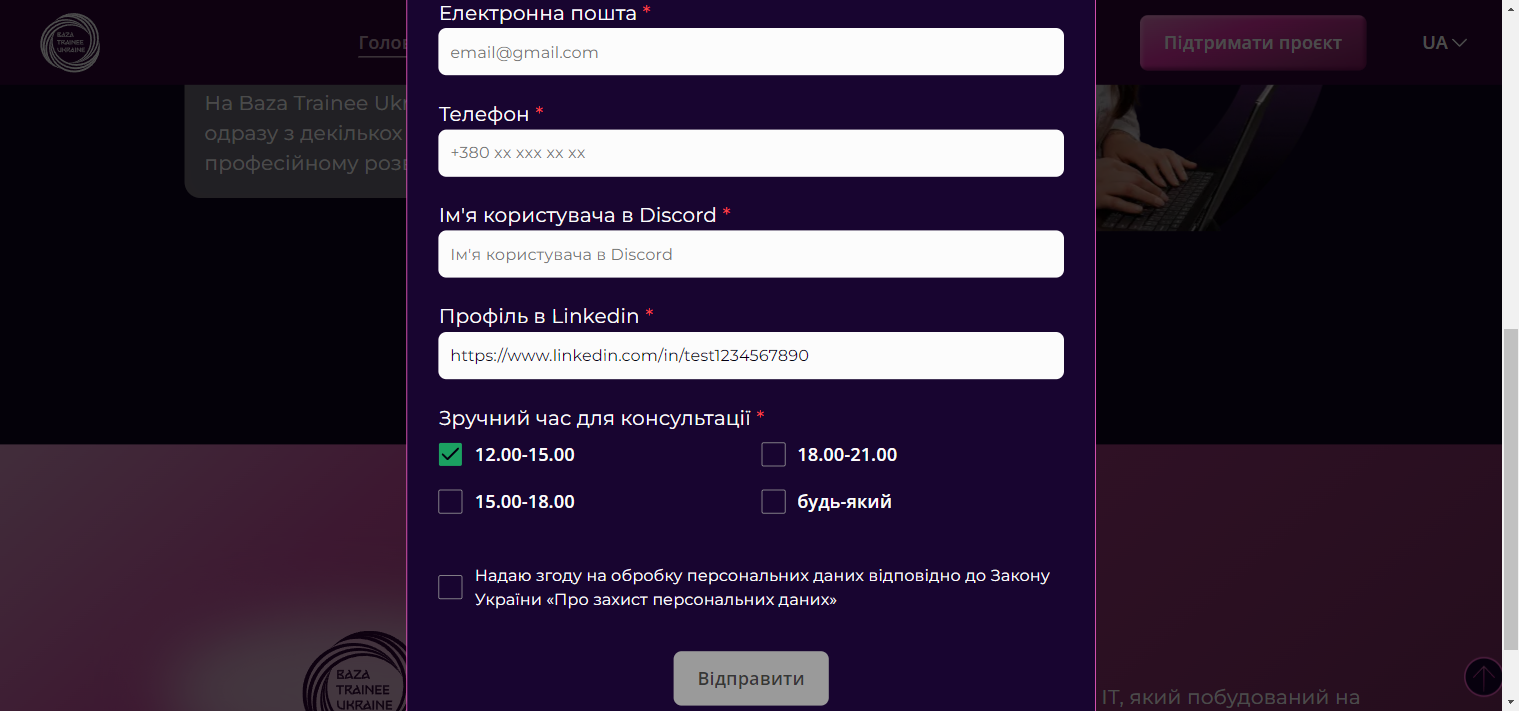 BAZA
TRAINEE
UKRAINE
Голов
Підтримати проєкт
UA
На Baza Trainee Ukr
одразу з декількох
професійному розв
Електронна пошта *
email@gmail.com
Телефон *
+380 xx xxx xx xx
Ім'я користувача в Discord *
Ім'я користувача в Discord
Профіль в Linkedin *
https://www.linkedin.com/in/test1234567890
Зручний час для консультації *
12.00-15.00
18.00-21.00
15.00-18.00
будь-який
Надаю згоду на обробку персональних даних відповідно до Закону
України «Про захист персональних даних»
Відправити
BAZA
TRAINEE
UKRAINE
ІТ, який побудований на